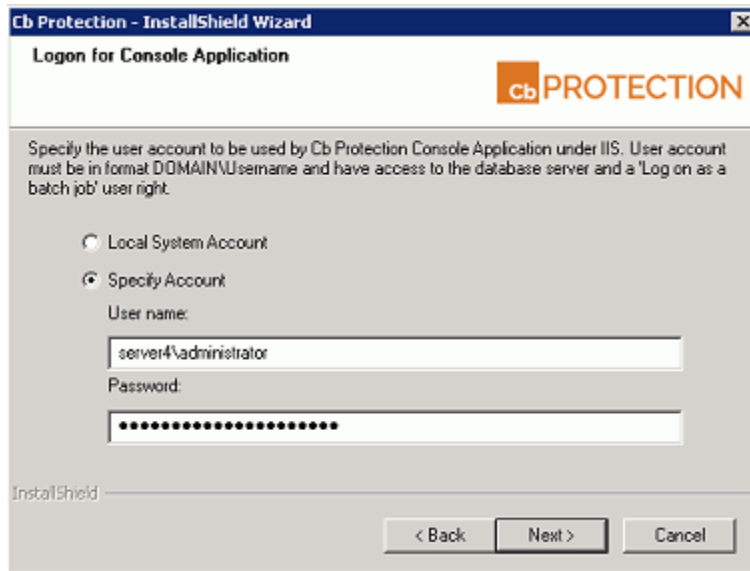 Cb Protection - InstallShield Wizard
Logon for Console Application
Cb PROTECTION
Specify the user account to be used by Cb Protection Console Application under IIS. User account
must be in format DOMAIN\Username and have access to the database server and a 'Log on as a
batch job' user right.
Local System Account
Specify Account
User name:
server4\administrator
Password:
●●●●●●●●●●●●●●●●●●●●●
InstallShield
< Back Next > Cancel